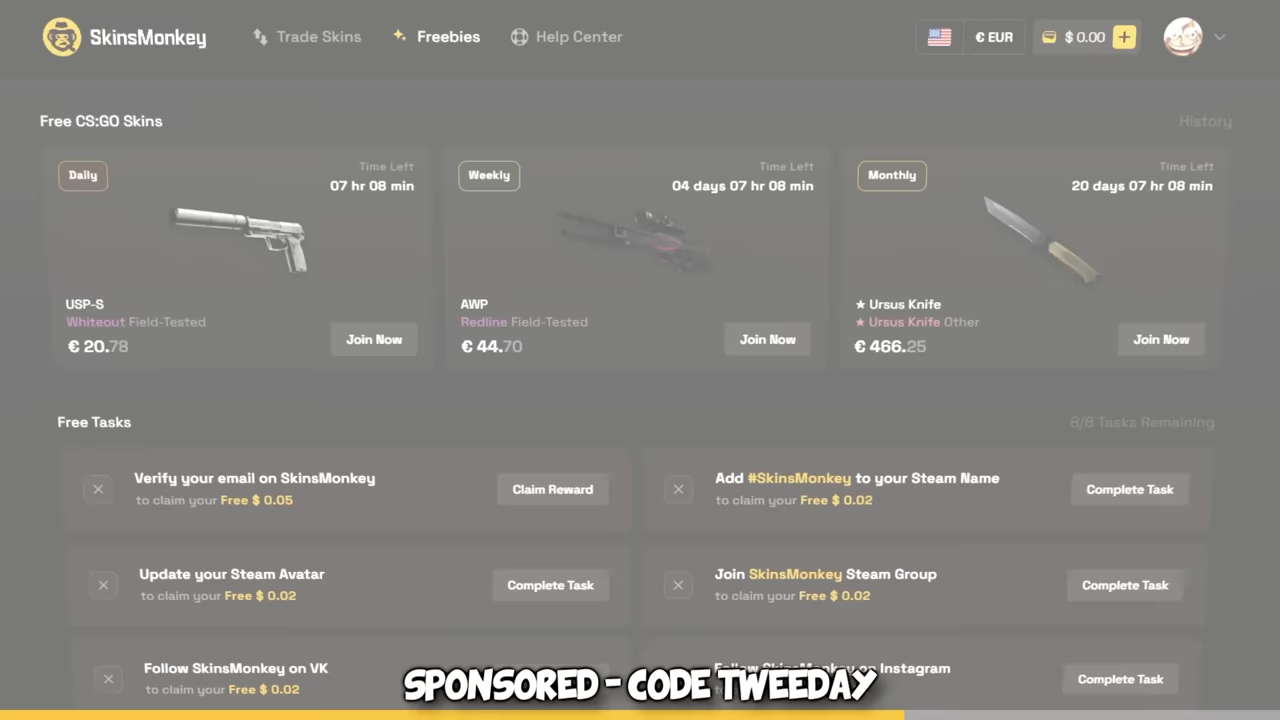 SkinsMonkey
Trade Skins
Freebies
Help Center
€ EUR
$ 0.00
+
Free CS:GO Skins
History
Daily
Time Left
07 hr 08 min
USP-S
Whiteout Field-Tested
€ 20.78
Join Now
Weekly
Time Left
04 days 07 hr 08 min
AWP
Redline Field-Tested
€ 44.70
Join Now
Monthly
Time Left
20 days 07 hr 08 min
★ Ursus Knife
★ Ursus Knife Other
€ 466.25
Join Now
Free Tasks
8/8 Tasks Remaining
Verify your email on SkinsMonkey
to claim your Free $ 0.05
Claim Reward
Add #SkinsMonkey to your Steam Name
to claim your Free $ 0.02
Complete Task
Update your Steam Avatar
to claim your Free $ 0.02
Complete Task
Join SkinsMonkey Steam Group
to claim your Free $ 0.02
Complete Task
Follow SkinsMonkey on VK
to claim your Free $ 0.02
Follow SkinsMonkey on Instagram
Complete Task
SPONSORED - CODE TWEEDAY